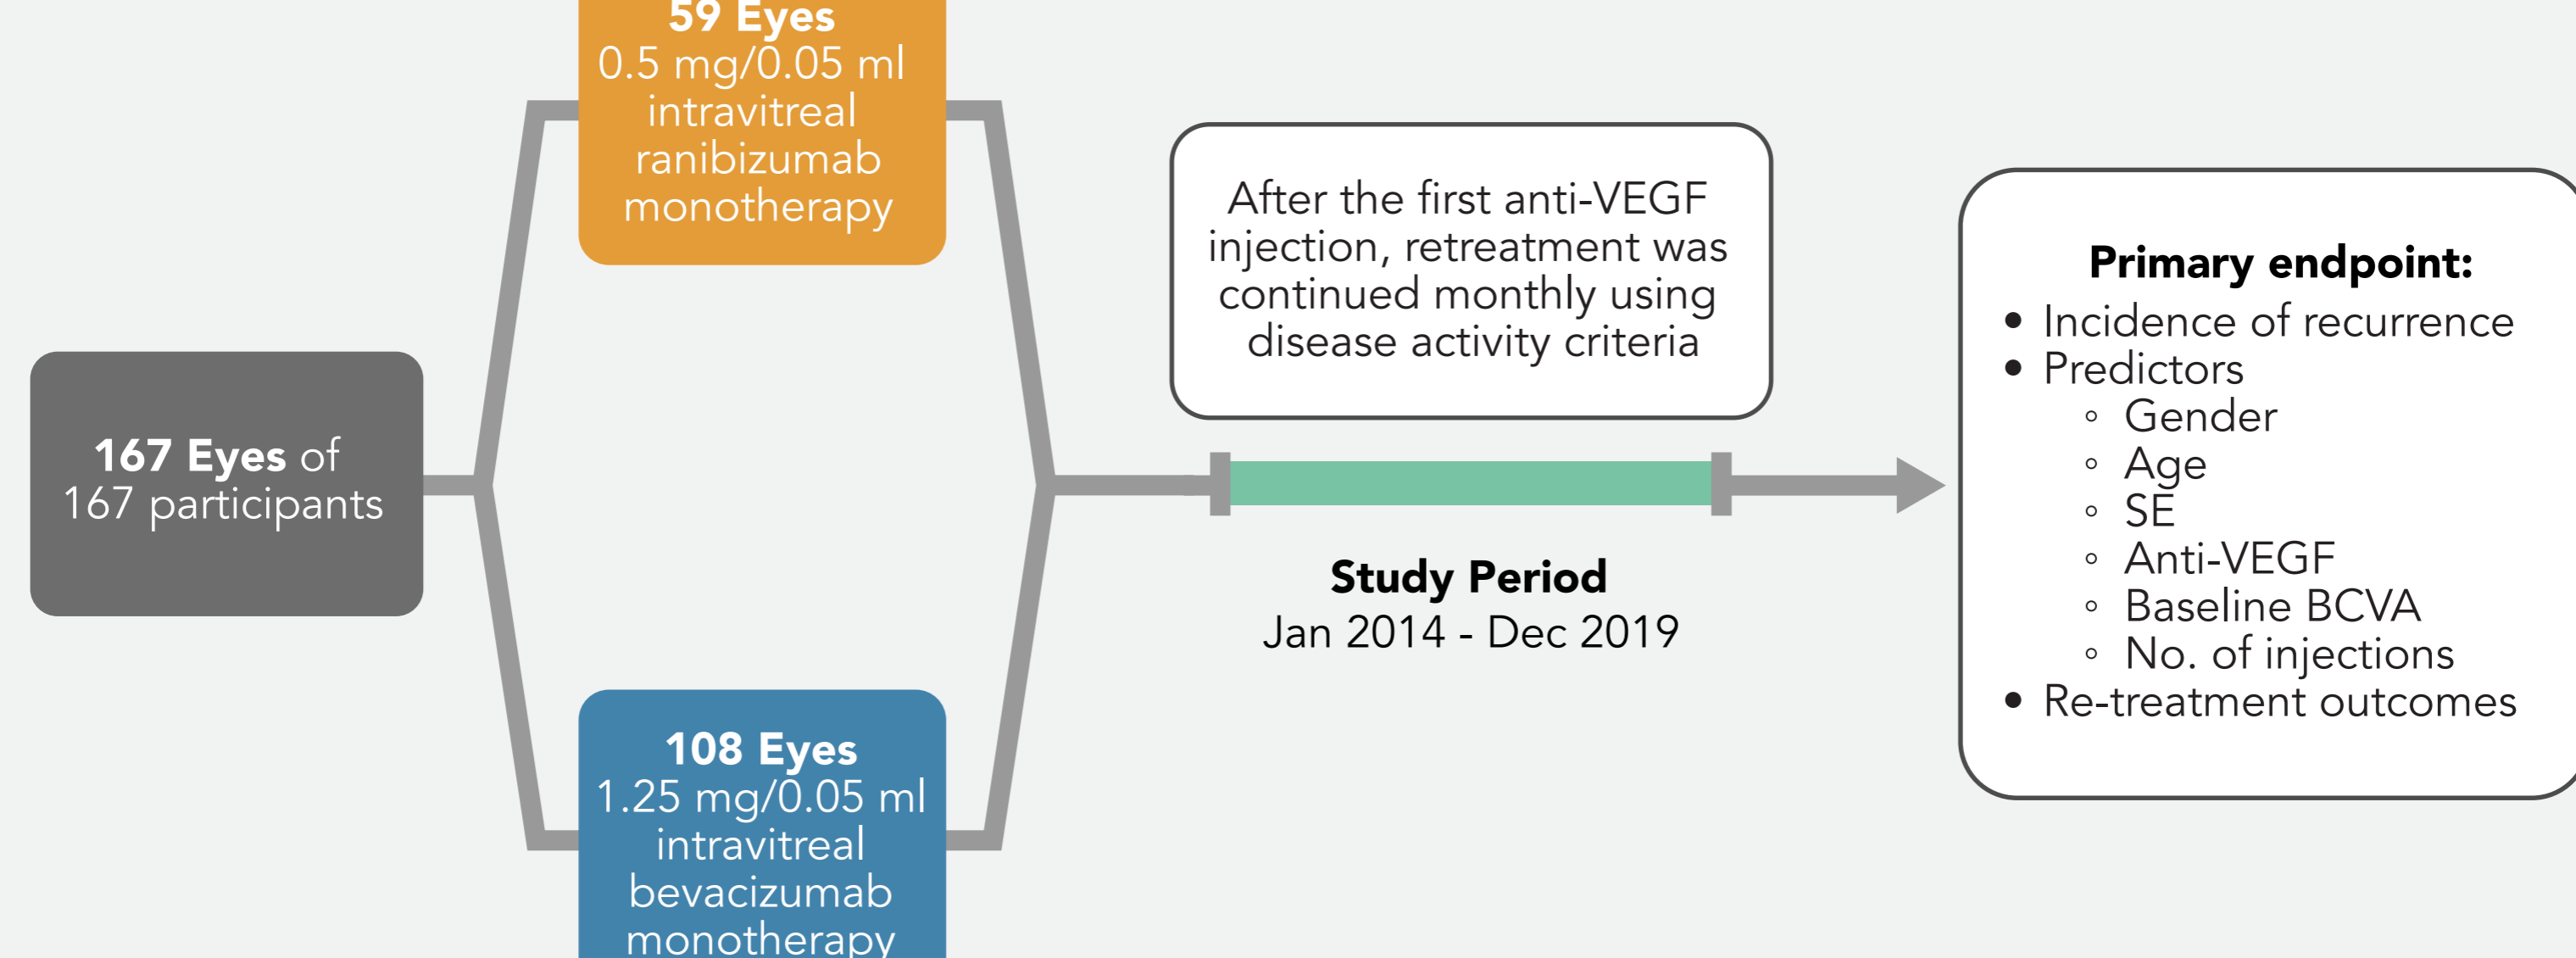 167 Eyes of
167 participants
59 Eyes
0.5 mg/0.05 ml
intravitreal
ranibizumab
monotherapy
108 Eyes
1.25 mg/0.05 ml
intravitreal
bevacizumab
monotherapy
After the first anti-VEGF
injection, retreatment was
continued monthly using
disease activity criteria
Study Period
Jan 2014 - Dec 2019
Primary endpoint:
• Incidence of recurrence
• Predictors
◦ Gender
◦ Age
◦ SE
◦ Anti-VEGF
◦ Baseline BCVA
◦ No. of injections
• Re-treatment outcomes